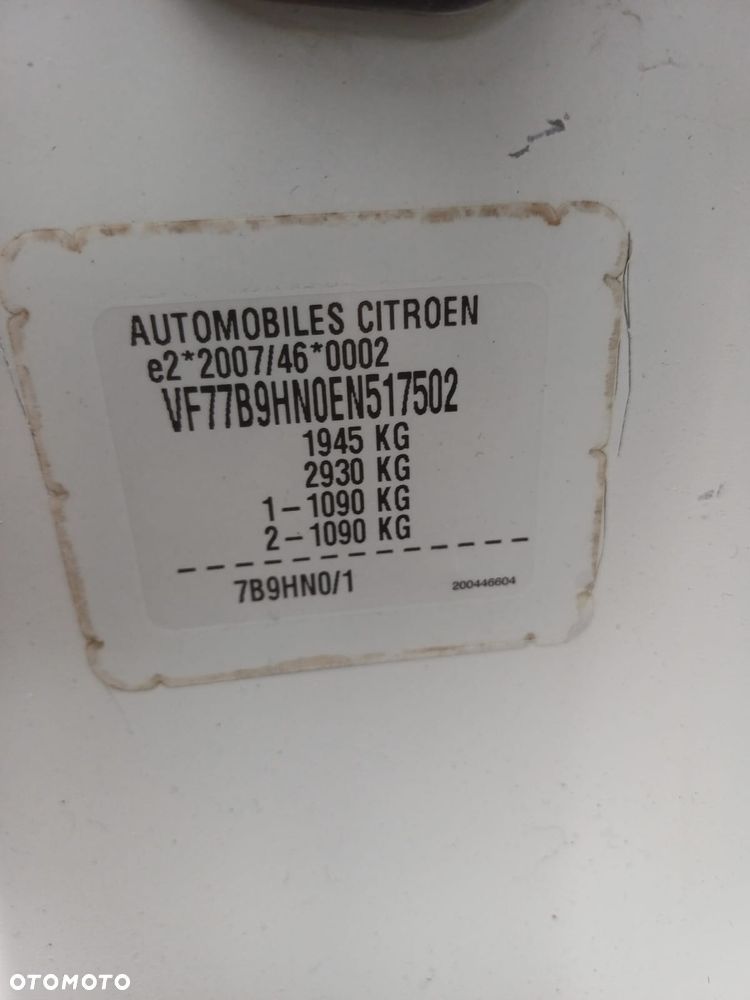 AUTOMOBILES CITROEN
e2*2007/46*0002
VF77B9HN0EN517502
1945 KG
2930 KG
1-1090 KG
2-1090 KG
7B9HN0/1
200446604
OTOMOTO